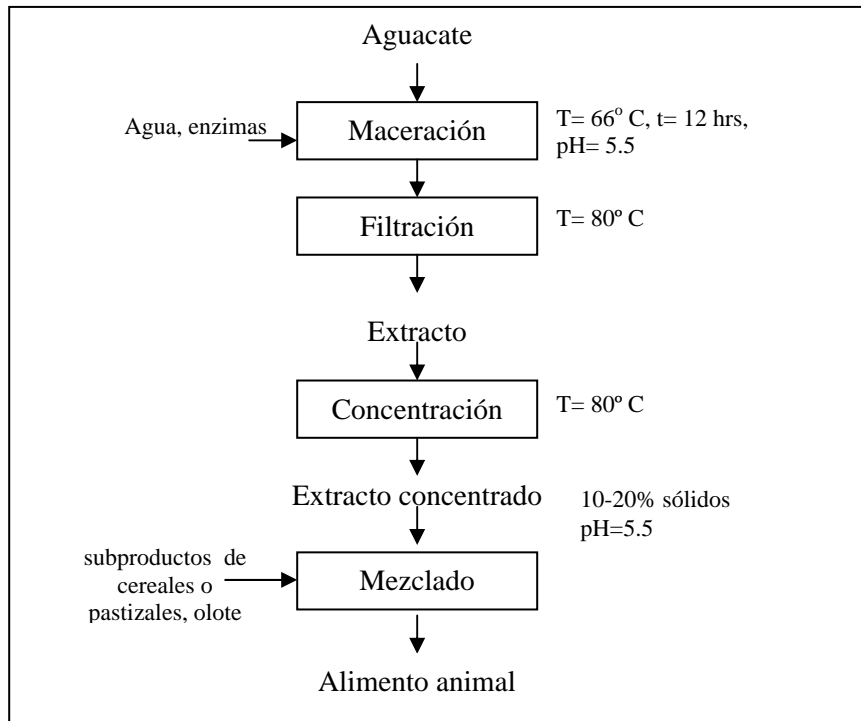 Aguacate
Agua, enzimas
Maceración
T= 66° C, t= 12 hrs,
pH= 5.5
Filtración
T= 80º C
Extracto
Concentración
T= 80º C
Extracto concentrado
10-20% sólidos
pH=5.5
subproductos de
cereales o
pastizales, olote
Mezclado
Alimento animal